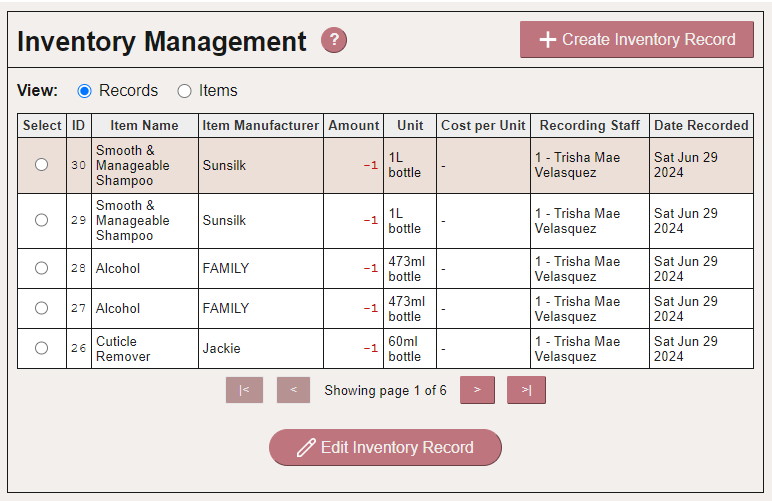 Inventory Management ? + Create Inventory Record
View: Records Items
Select ID Item Name Item Manufacturer Amount Unit Cost per Unit Recording Staff Date Recorded
30 Smooth & Manageable Shampoo Sunsilk -1 1L bottle - 1 - Trisha Mae Velasquez Sat Jun 29 2024
29 Smooth & Manageable Shampoo Sunsilk -1 1L bottle - 1 - Trisha Mae Velasquez Sat Jun 29 2024
28 Alcohol FAMILY -1 473ml bottle - 1 - Trisha Mae Velasquez Sat Jun 29 2024
27 Alcohol FAMILY -1 473ml bottle - 1 - Trisha Mae Velasquez Sat Jun 29 2024
26 Cuticle Remover Jackie -1 60ml bottle - 1 - Trisha Mae Velasquez Sat Jun 29 2024
|< < Showing page 1 of 6 > >|
Edit Inventory Record